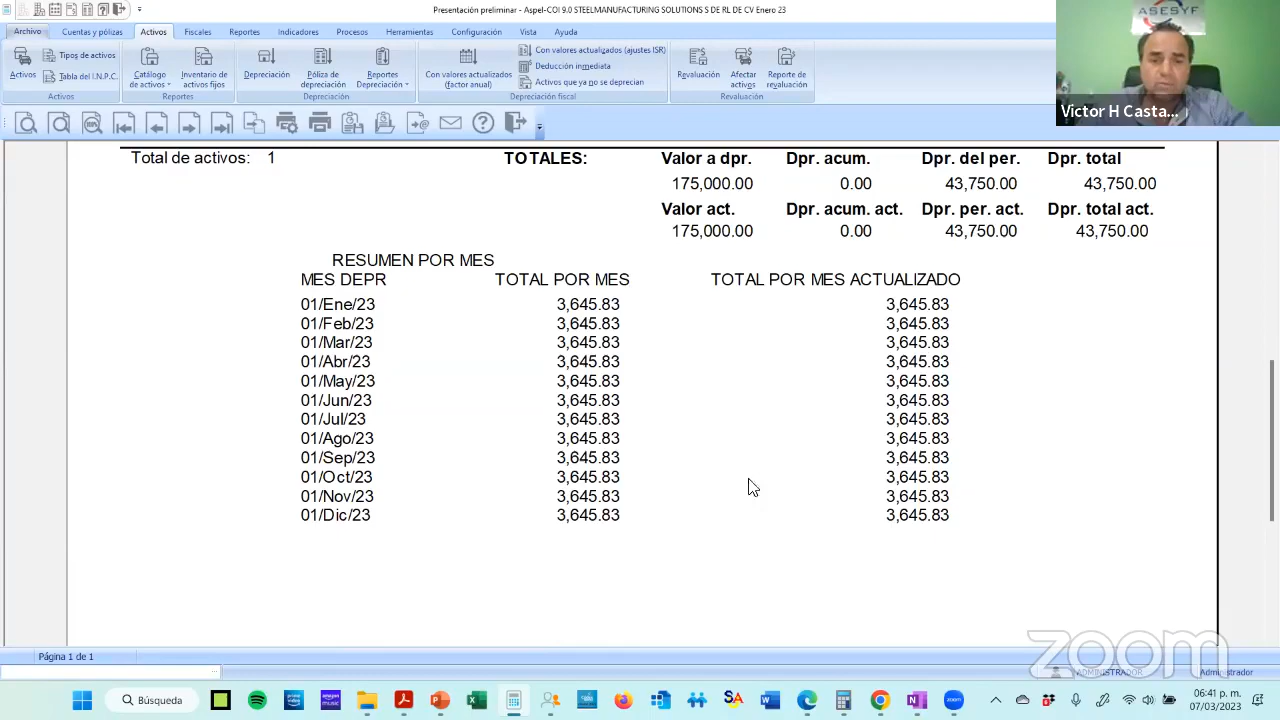 Presentación preliminar - Aspel-COI 9.0 STEELMANUFACTURING SOLUTIONS S DE RL DE CV Enero 23
Archivo Cuentas y pólizas Activos Fiscales Reportes Indicadores Procesos Herramientas Configuración Vista Ayuda
Activos
Tipos de activos
Tabla del I.N.P.C.
Activos
Catálogo de activos
Inventario de activos fijos
Reportes
Depreciación
Póliza de depreciación
Reportes Depreciación
Depreciación
Con valores actualizados (factor anual)
Con valores actualizados (ajustes ISR)
Deducción inmediata
Activos que ya no se deprecian
Depreciación fiscal
Revaluación
Afectar activos
Reporte de revaluación
Revaluación
ASESYF
Victor H Casta...
Total de activos: 1 TOTALES: Valor a dpr. Dpr. acum. Dpr. del per. Dpr. total
175,000.00 0.00 43,750.00 43,750.00
Valor act. Dpr. acum. act. Dpr. per. act. Dpr. total act.
175,000.00 0.00 43,750.00 43,750.00
RESUMEN POR MES
MES DEPR TOTAL POR MES TOTAL POR MES ACTUALIZADO
01/Ene/23 3,645.83 3,645.83
01/Feb/23 3,645.83 3,645.83
01/Mar/23 3,645.83 3,645.83
01/Abr/23 3,645.83 3,645.83
01/May/23 3,645.83 3,645.83
01/Jun/23 3,645.83 3,645.83
01/Jul/23 3,645.83 3,645.83
01/Ago/23 3,645.83 3,645.83
01/Sep/23 3,645.83 3,645.83
01/Oct/23 3,645.83 3,645.83
01/Nov/23 3,645.83 3,645.83
01/Dic/23 3,645.83 3,645.83
zoom
Página 1 de 1
ADMINISTRADOR Administrador
Búsqueda
06:41 p. m.
07/03/2023